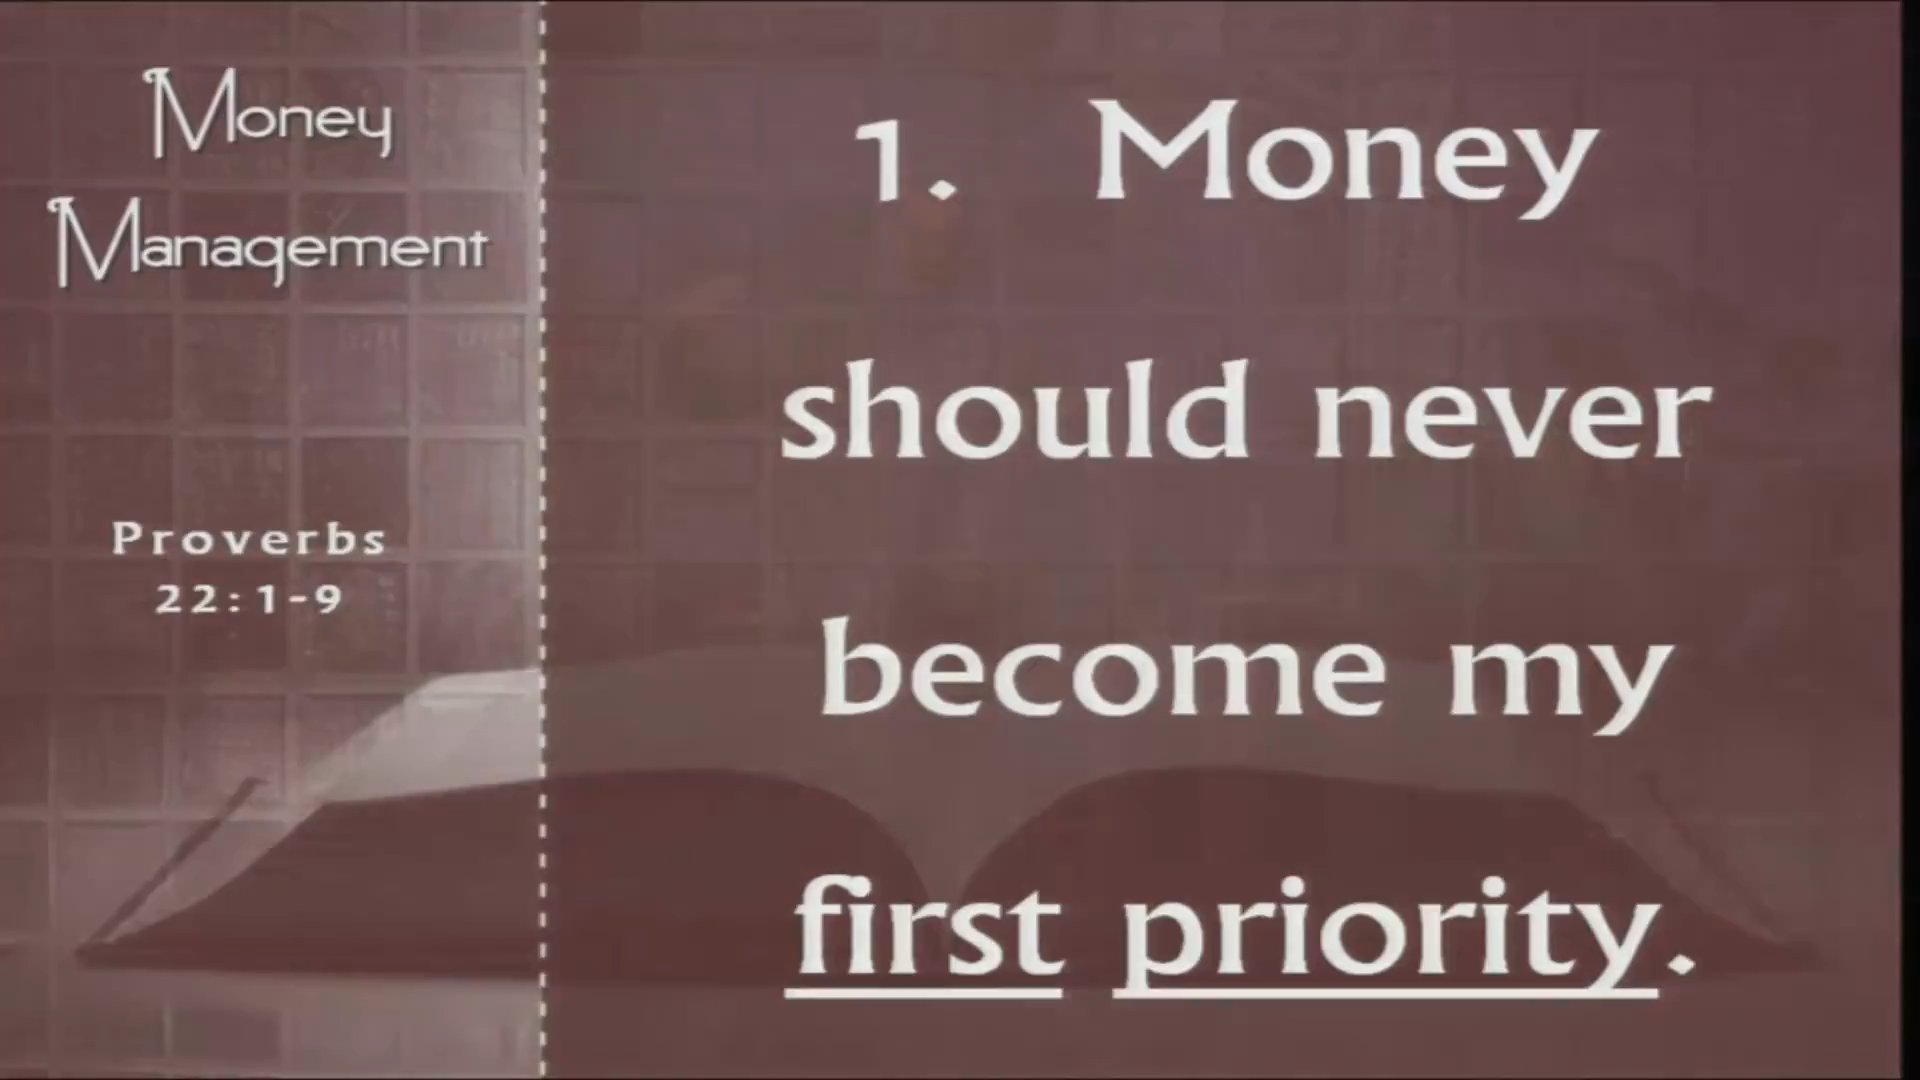 Money
Management
Proverbs
22:1-9
1. Money
should never
become my
first priority.